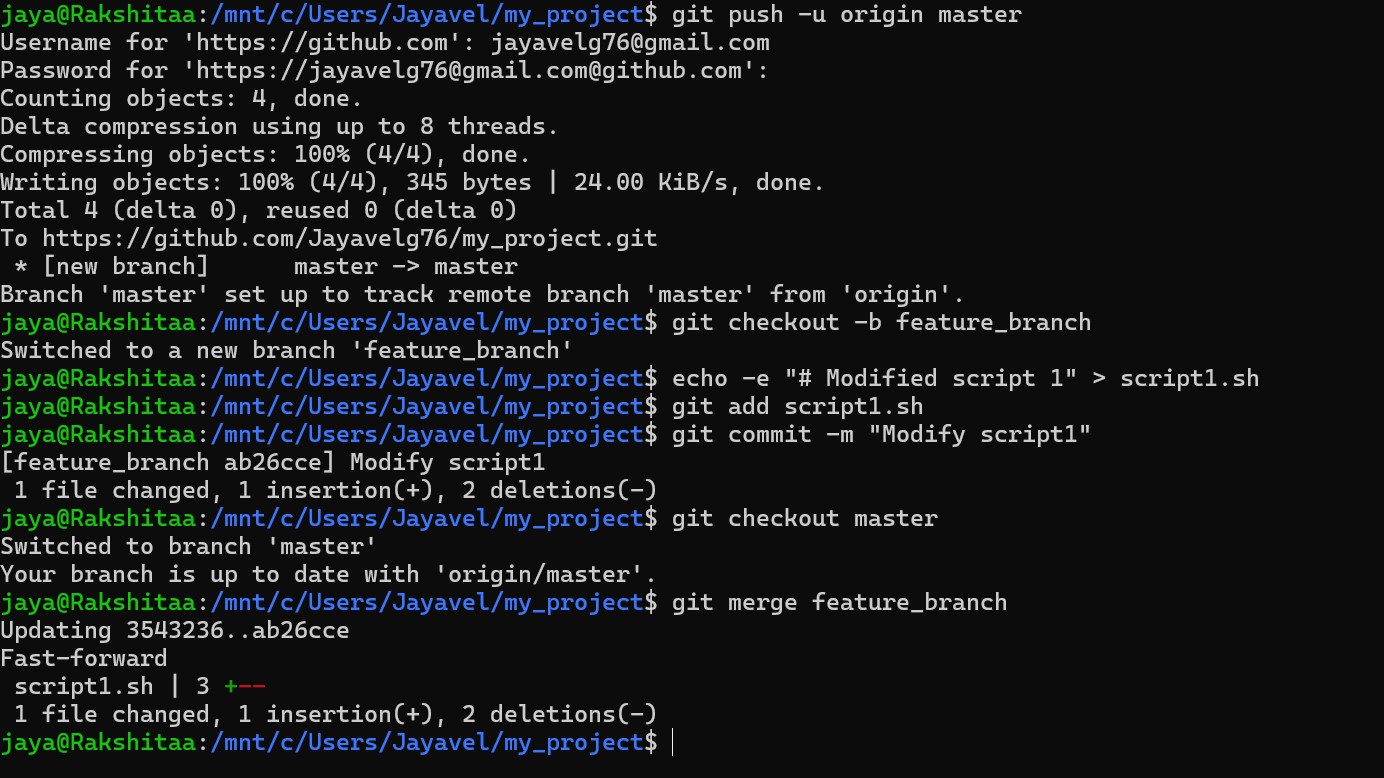 jaya@Rakshitaa:/mnt/c/Users/Jayavel/my_project$ git push -u origin master
Username for 'https://github.com': jayavelg76@gmail.com
Password for 'https://jayavelg76@gmail.com@github.com':
Counting objects: 4, done.
Delta compression using up to 8 threads.
Compressing objects: 100% (4/4), done.
Writing objects: 100% (4/4), 345 bytes | 24.00 KiB/s, done.
Total 4 (delta 0), reused 0 (delta 0)
To https://github.com/Jayavelg76/my_project.git
 * [new branch]      master -> master
Branch 'master' set up to track remote branch 'master' from 'origin'.
jaya@Rakshitaa:/mnt/c/Users/Jayavel/my_project$ git checkout -b feature_branch
Switched to a new branch 'feature_branch'
jaya@Rakshitaa:/mnt/c/Users/Jayavel/my_project$ echo -e "# Modified script 1" > script1.sh
jaya@Rakshitaa:/mnt/c/Users/Jayavel/my_project$ git add script1.sh
jaya@Rakshitaa:/mnt/c/Users/Jayavel/my_project$ git commit -m "Modify script1"
[feature_branch ab26cce] Modify script1
 1 file changed, 1 insertion(+), 2 deletions(-)
jaya@Rakshitaa:/mnt/c/Users/Jayavel/my_project$ git checkout master
Switched to branch 'master'
Your branch is up to date with 'origin/master'.
jaya@Rakshitaa:/mnt/c/Users/Jayavel/my_project$ git merge feature_branch
Updating 3543236..ab26cce
Fast-forward
 script1.sh | 3 +--
 1 file changed, 1 insertion(+), 2 deletions(-)
jaya@Rakshitaa:/mnt/c/Users/Jayavel/my_project$